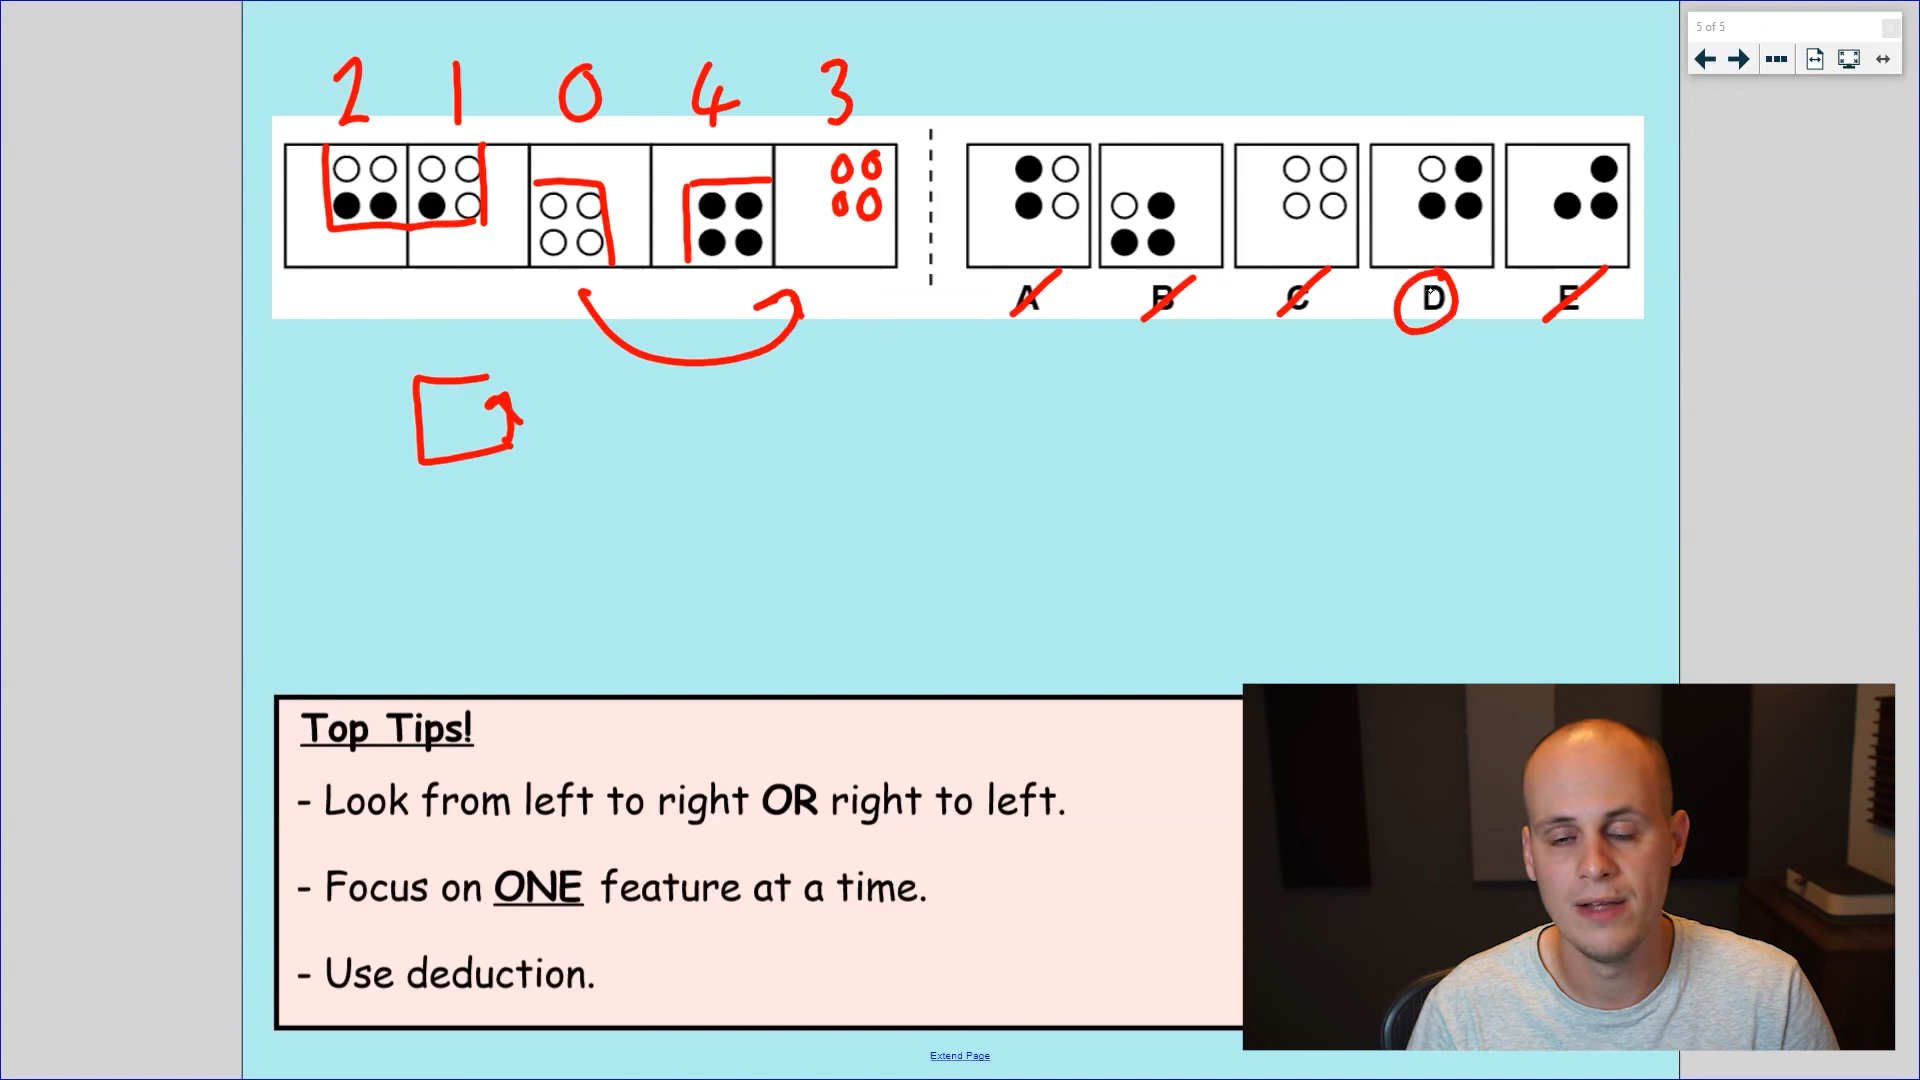 5 of 5
2 1 0 4 3
A B C D E
Top Tips!
- Look from left to right OR right to left.
- Focus on ONE feature at a time.
- Use deduction.
Extend Page